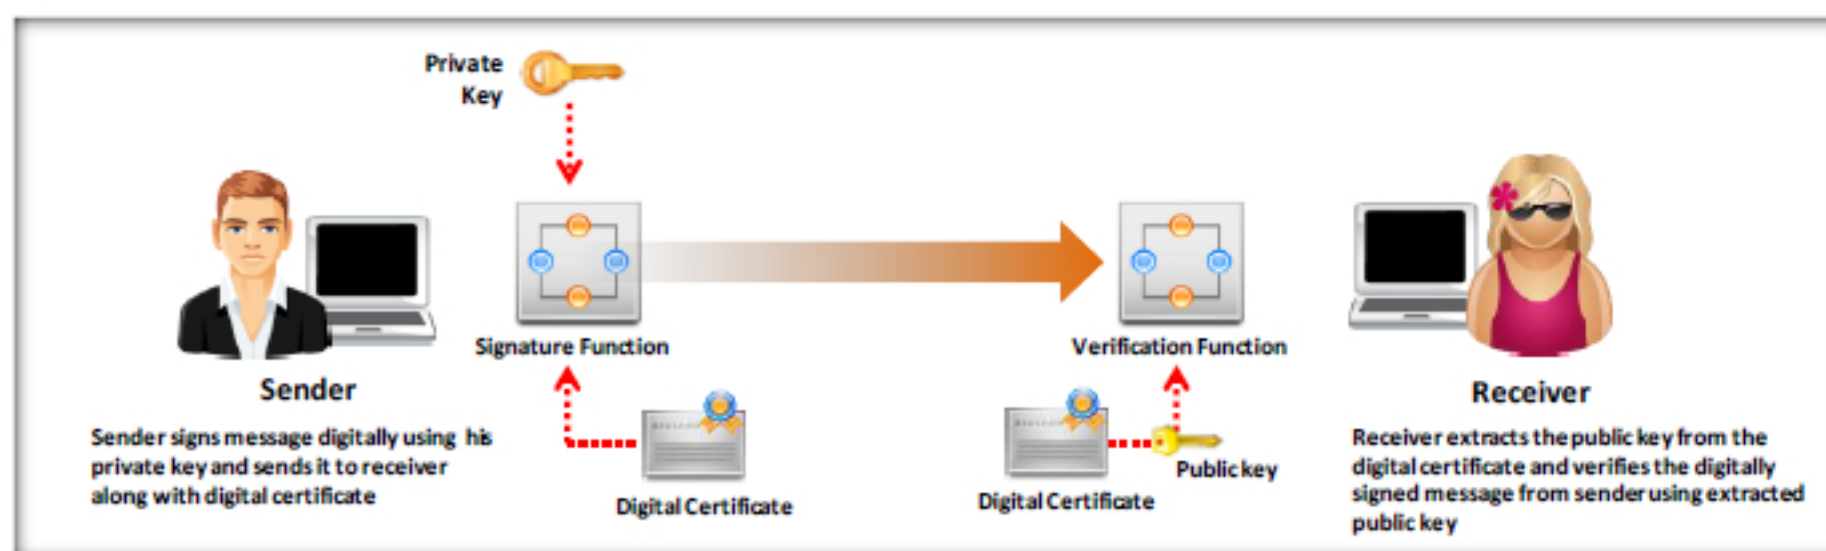 Private
Key
Signature Function
Verification Function
Sender
Sender signs message digitally using his
private key and sends it to receiver
along with digital certificate
Digital Certificate
Digital Certificate
Public key
Receiver
Receiver extracts the public key from the
digital certificate and verifies the digitally
signed message from sender using extracted
public key